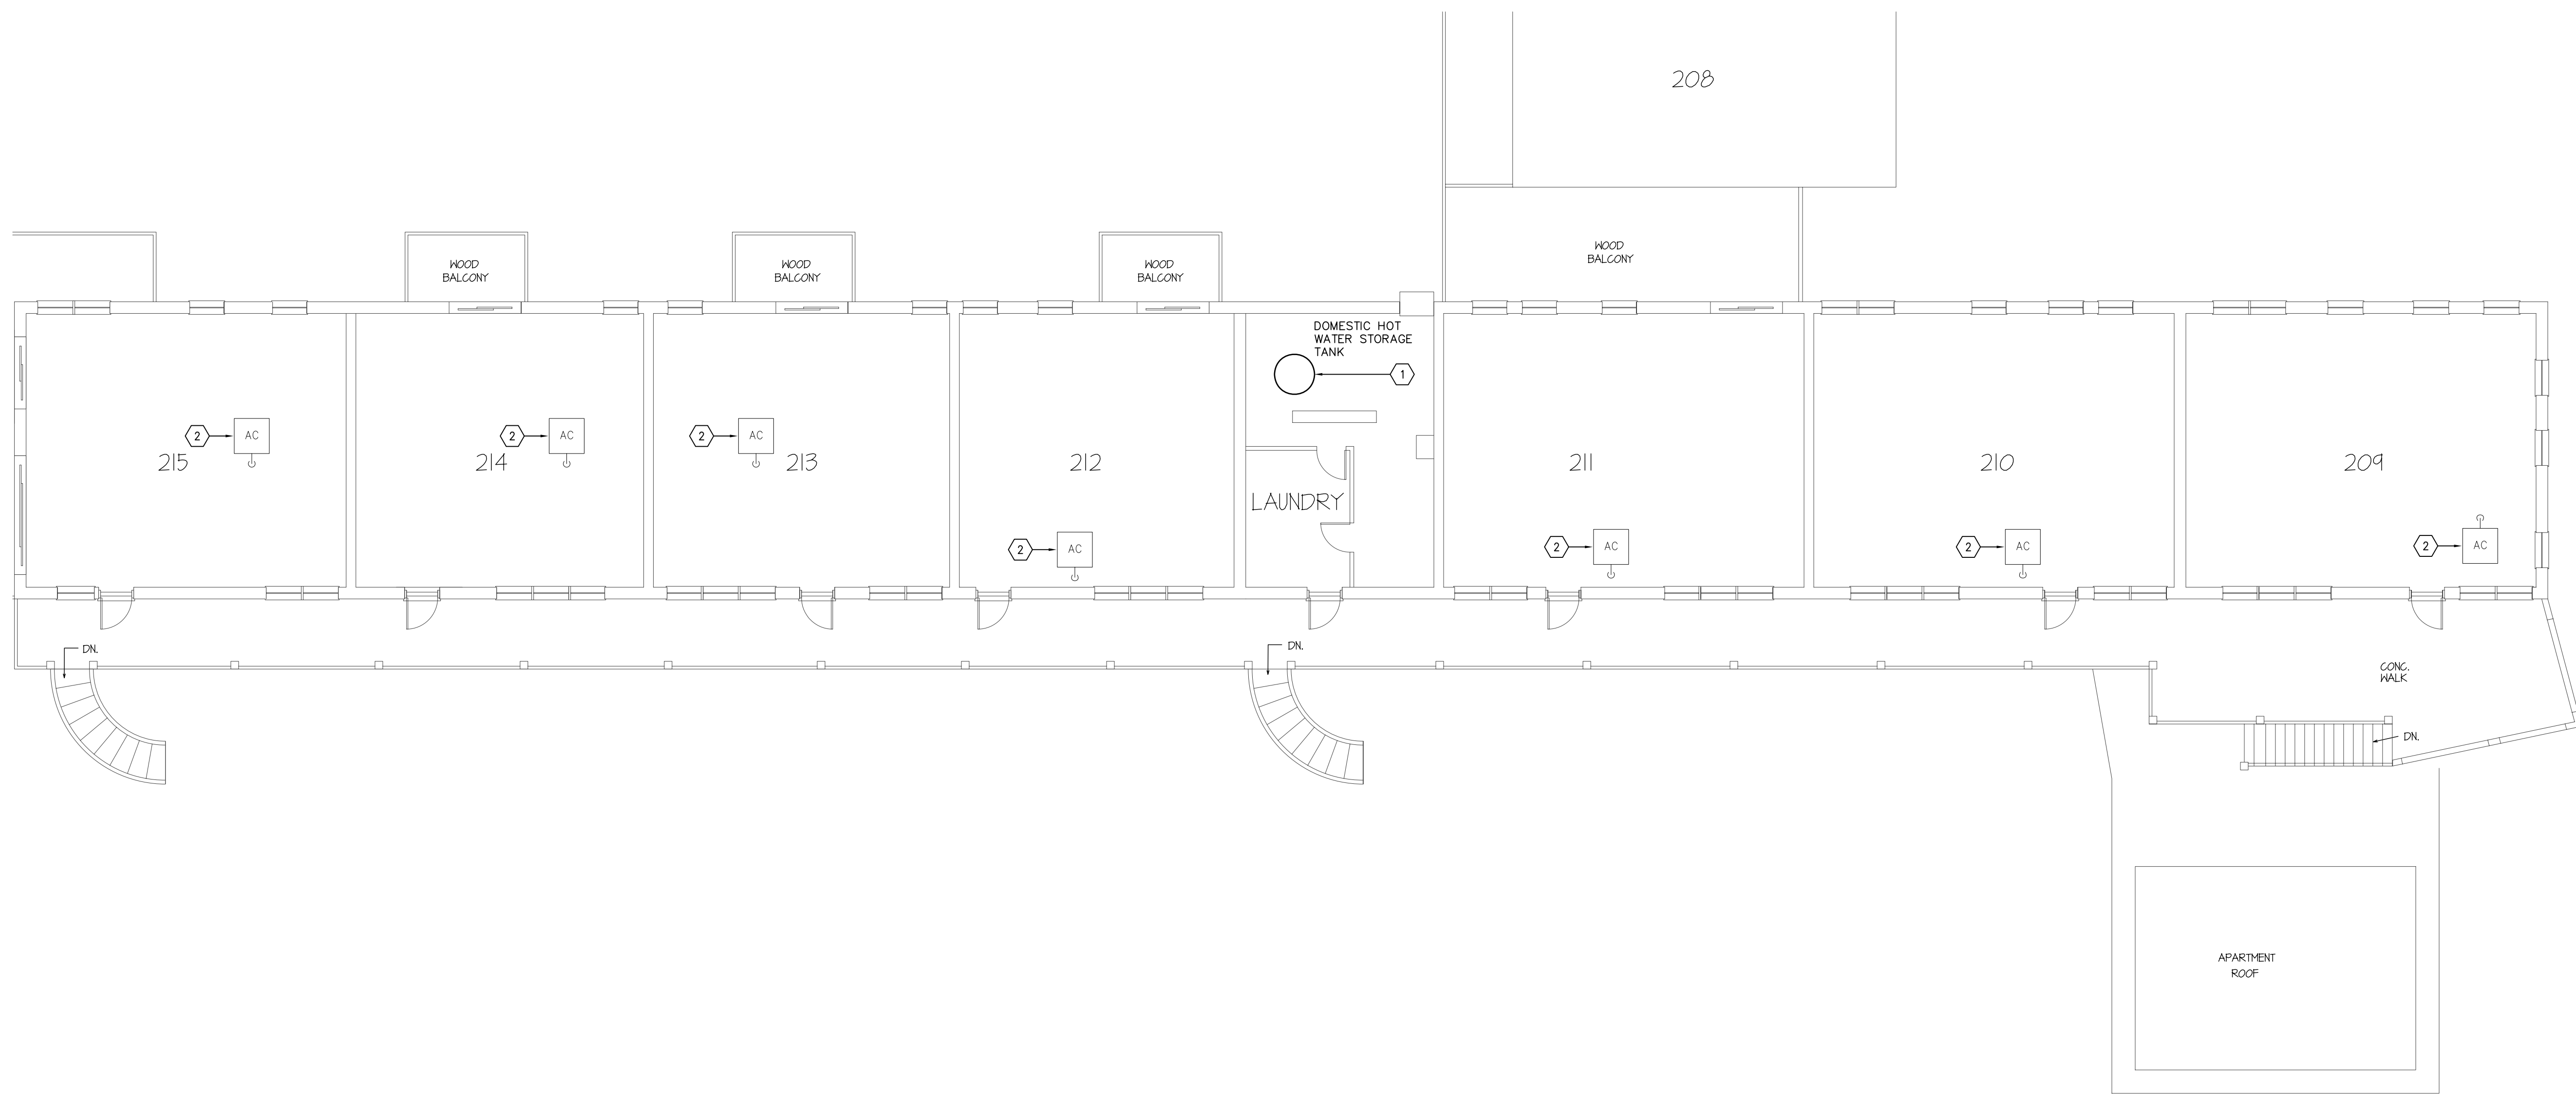 208
WOOD
BALCONY
WOOD
BALCONY
WOOD
BALCONY
WOOD
BALCONY
DOMESTIC HOT
WATER STORAGE
TANK
1
2
AC
215
2
AC
214
2
AC
213
212
2
AC
LAUNDRY
211
2
AC
210
2
AC
209
2
AC
DN.
DN.
CONC.
WALK
DN.
APARTMENT
ROOF